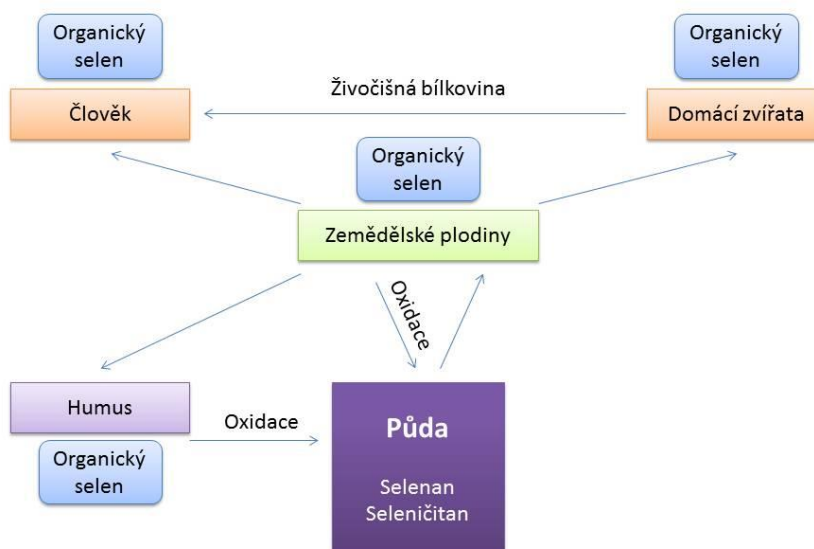 Organický
selen
Organický
selen
Člověk
Živočišná bílkovina
Domácí zvířata
Organický
selen
Zemědělské plodiny
Oxidace
Humus
Oxidace
Půda
Organický
selen
Selenan
Seleničitan